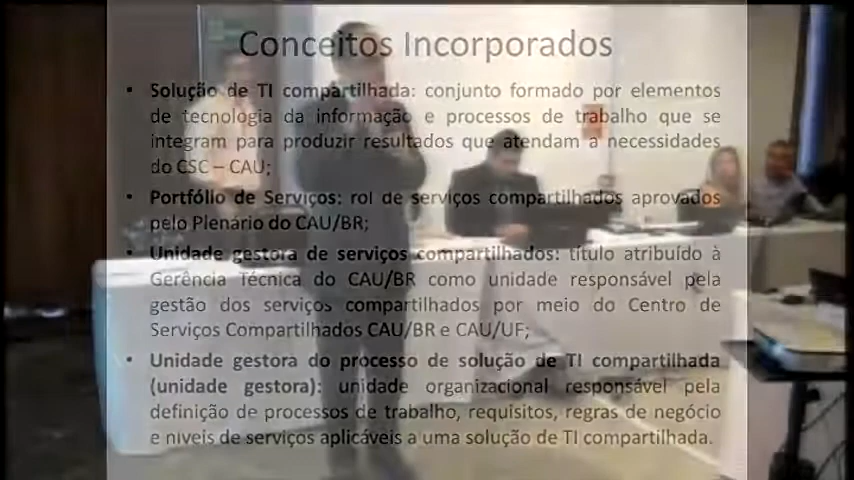 Conceitos Incorporados
• Solução de TI compartilhada: conjunto formado por elementos
de tecnologia da informação e processos de trabalho que se
integram para produzir resultados que atendam à necessidades
do CSC – CAU;
• Portfólio de Serviços: rol de serviços compartilhados aprovados
pelo Plenário do CAU/BR;
• Unidade gestora de serviços compartilhados: título atribuído à
Gerência Técnica do CAU/BR como unidade responsável pela
gestão dos serviços compartilhados por meio do Centro de
Serviços Compartilhados CAU/BR e CAU/UF;
• Unidade gestora do processo de solução de TI compartilhada
(unidade gestora): unidade organizacional responsável pela
definição de processos de trabalho, requisitos, regras de negócio
e niveis de serviços aplicáveis a uma solução de TI compartilhada.